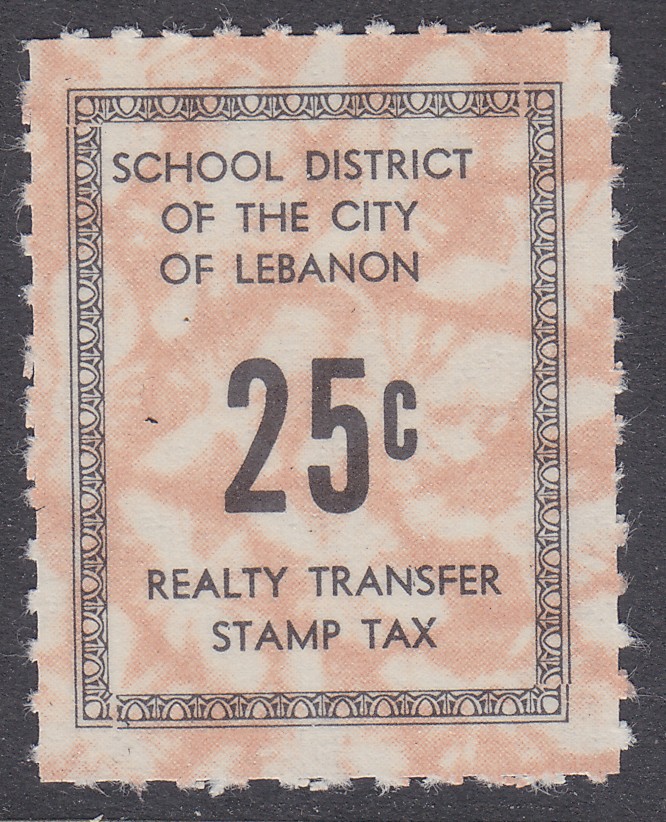 SCHOOL DISTRICT
OF THE CITY
OF LEBANON
25c
REALTY TRANSFER
STAMP TAX